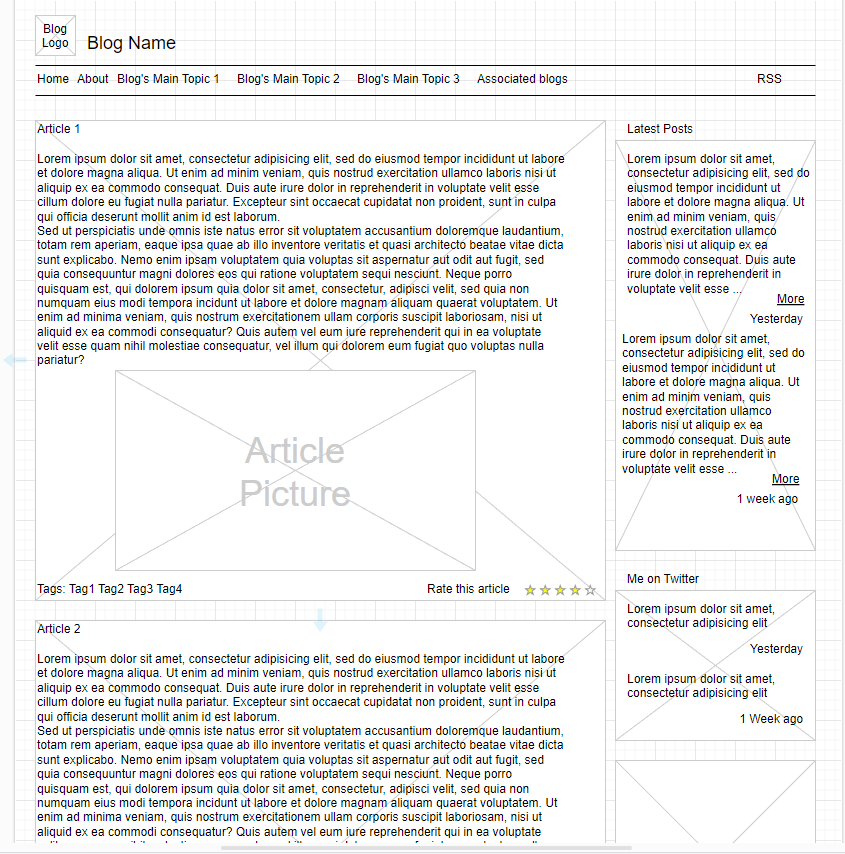 Blog
Logo
Blog Name
Home About Blog's Main Topic 1 Blog's Main Topic 2 Blog's Main Topic 3 Associated blogs RSS
Article 1
Lorem ipsum dolor sit amet, consectetur adipisicing elit, sed do eiusmod tempor incididunt ut labore
et dolore magna aliqua. Ut enim ad minim veniam, quis nostrud exercitation ullamco laboris nisi ut
aliquip ex ea commodo consequat. Duis aute irure dolor in reprehenderit in voluptate velit esse
cillum dolore eu fugiat nulla pariatur. Excepteur sint occaecat cupidatat non proident, sunt in culpa
qui officia deserunt mollit anim id est laborum.
Sed ut perspiciatis unde omnis iste natus error sit voluptatem accusantium doloremque laudantium,
totam rem aperiam, eaque ipsa quae ab illo inventore veritatis et quasi architecto beatae vitae dicta
sunt explicabo. Nemo enim ipsam voluptatem quia voluptas sit aspernatur aut odit aut fugit, sed
quia consequuntur magni dolores eos qui ratione voluptatem sequi nesciunt. Neque porro
quisquam est, qui dolorem ipsum quia dolor sit amet, consectetur, adipisci velit, sed quia non
numquam eius modi tempora incidunt ut labore et dolore magnam aliquam quaerat voluptatem. Ut
enim ad minima veniam, quis nostrum exercitationem ullam corporis suscipit laboriosam, nisi ut
aliquid ex ea commodi consequatur? Quis autem vel eum iure reprehenderit qui in ea voluptate
velit esse quam nihil molestiae consequatur, vel illum qui dolorem eum fugiat quo voluptas nulla
pariatur?
Article
Picture
Tags: Tag1 Tag2 Tag3 Tag4 Rate this article
Article 2
Lorem ipsum dolor sit amet, consectetur adipisicing elit, sed do eiusmod tempor incididunt ut labore
et dolore magna aliqua. Ut enim ad minim veniam, quis nostrud exercitation ullamco laboris nisi ut
aliquip ex ea commodo consequat. Duis aute irure dolor in reprehenderit in voluptate velit esse
cillum dolore eu fugiat nulla pariatur. Excepteur sint occaecat cupidatat non proident, sunt in culpa
qui officia deserunt mollit anim id est laborum.
Sed ut perspiciatis unde omnis iste natus error sit voluptatem accusantium doloremque laudantium,
totam rem aperiam, eaque ipsa quae ab illo inventore veritatis et quasi architecto beatae vitae dicta
sunt explicabo. Nemo enim ipsam voluptatem quia voluptas sit aspernatur aut odit aut fugit, sed
quia consequuntur magni dolores eos qui ratione voluptatem sequi nesciunt. Neque porro
quisquam est, qui dolorem ipsum quia dolor sit amet, consectetur, adipisci velit, sed quia non
numquam eius modi tempora incidunt ut labore et dolore magnam aliquam quaerat voluptatem. Ut
enim ad minima veniam, quis nostrum exercitationem ullam corporis suscipit laboriosam, nisi ut
aliquid ex ea commodi consequatur? Quis autem vel eum iure reprehenderit qui in ea voluptate
Latest Posts
Lorem ipsum dolor sit amet,
consectetur adipisicing elit, sed do
eiusmod tempor incididunt ut
labore et dolore magna aliqua. Ut
enim ad minim veniam, quis
nostrud exercitation ullamco
laboris nisi ut aliquip ex ea
commodo consequat. Duis aute
irure dolor in reprehenderit in
voluptate velit esse ...
More
Yesterday
Lorem ipsum dolor sit amet,
consectetur adipisicing elit, sed do
eiusmod tempor incididunt ut
labore et dolore magna aliqua. Ut
enim ad minim veniam, quis
nostrud exercitation ullamco
laboris nisi ut aliquip ex ea
commodo consequat. Duis aute
irure dolor in reprehenderit in
voluptate velit esse ...
More
1 week ago
Me on Twitter
Lorem ipsum dolor sit amet,
consectetur adipisicing elit
Yesterday
Lorem ipsum dolor sit amet,
consectetur adipisicing elit
1 Week ago